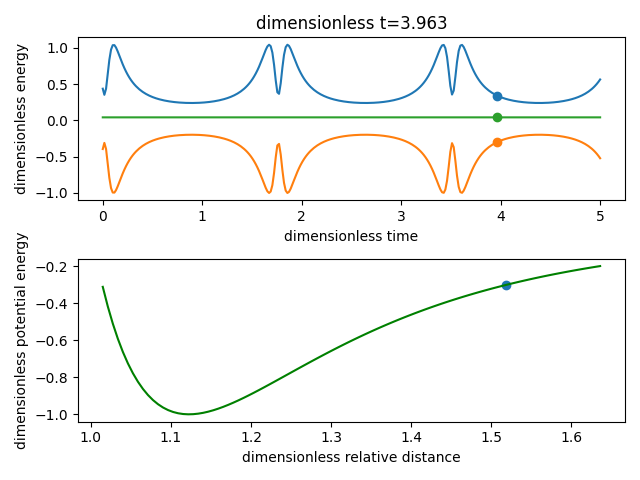 dimensionless t=3.963
dimensionless energy
1.0
0.5
0.0
−0.5
−1.0
0 1 2 3 4 5
dimensionless time
dimensionless potential energy
−0.2
−0.4
−0.6
−0.8
−1.0
1.0 1.1 1.2 1.3 1.4 1.5 1.6
dimensionless relative distance